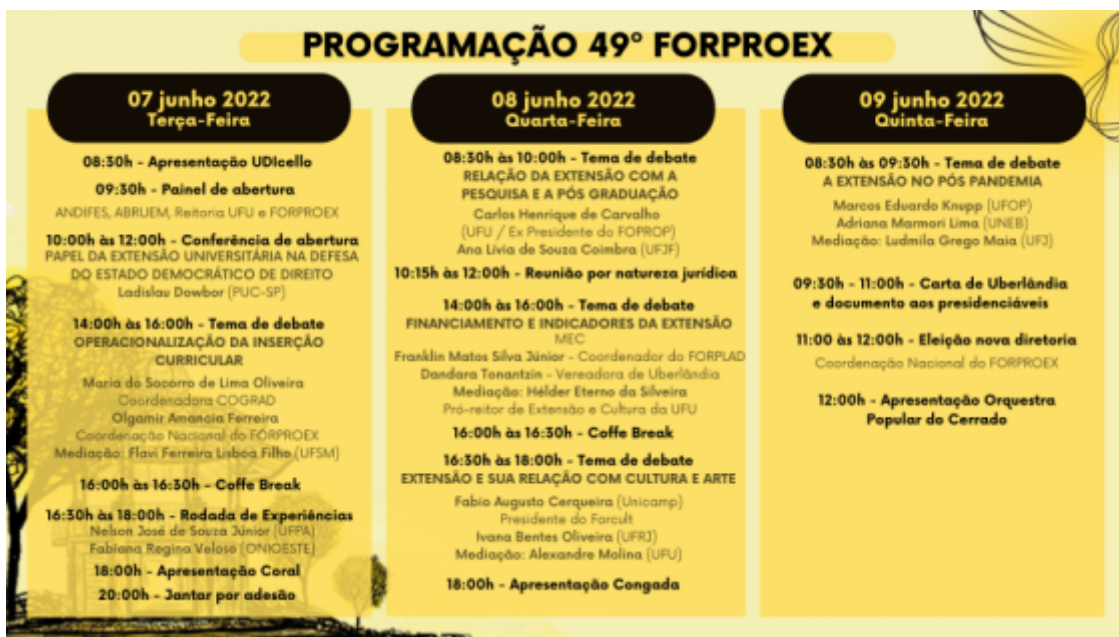 PROGRAMAÇÃO 49° FORPROEX
07 junho 2022
Terça-Feira
08:30h - Apresentação UDIcello
09:30h - Painel de abertura
ANDIFES, ABRUEM, Reitoria UFU e FORPROEX
10:00h às 12:00h - Conferência de abertura
PAPEL DA EXTENSÃO UNIVERSITÁRIA NA DEFESA
DO ESTADO DEMOCRÁTICO DE DIREITO
Ladislau Dowbor (PUC-SP)
14:00h às 16:00h - Tema de debate
OPERACIONALIZAÇÃO DA INSERÇÃO
CURRICULAR
Maria do Socorro de Lima Oliveira
Coordenadora COGRAD
Olgamir Amancia Ferreira
Coordenação Nacional do FORPROEX
Mediação: Flavi Ferreira Lisboa Filho (UFSM)
16:00h às 16:30h - Coffe Break
16:30h às 18:00h - Rodada de Experiências
Nelson José de Souza Júnior (UFPA)
Fabiana Regina Veloso (ONIOESTE)
18:00h - Apresentação Coral
20:00h - Jantar por adesão
08 junho 2022
Quarta-Feira
08:30h às 10:00h - Tema de debate
RELAÇÃO DA EXTENSÃO COM A
PESQUISA E A PÓS GRADUAÇÃO
Carlos Henrique de Carvalho
(UFU / Ex Presidente do FOPROP)
Ana Livia de Souza Coimbra (UFJF)
10:15h às 12:00h - Reunião por natureza jurídica
14:00h às 16:00h - Tema de debate
FINANCIAMENTO E INDICADORES DA EXTENSÃO
MEC
Franklin Matos Silva Júnior - Coordenador do FORPLAD
Dandara Tonantzin - Vereadora de Uberlândia
Mediação: Hélder Eterno da Silveira
Pró-reitor de Extensão e Cultura da UFU
16:00h às 16:30h - Coffe Break
16:30h às 18:00h - Tema de debate
EXTENSÃO E SUA RELAÇÃO COM CULTURA E ARTE
Fabio Augusto Cerqueira (Unicamp)
Presidente do Forcult
Ivana Bentes Oliveira (UFRJ)
Mediação: Alexandre Molina (UFU)
18:00h - Apresentação Congada
09 junho 2022
Quinta-Feira
08:30h às 09:30h - Tema de debate
A EXTENSÃO NO PÓS PANDEMIA
Marcos Eduardo Knupp (UFOP)
Adriana Marmori Lima (UNEB)
Mediação: Ludmila Grego Maia (UFJ)
09:30h - 11:00h - Carta de Uberlândia
e documento aos presidenciáveis
11:00 às 12:00h - Eleição nova diretoria
Coordenação Nacional do FORPROEX
12:00h - Apresentação Orquestra
Popular do Cerrado